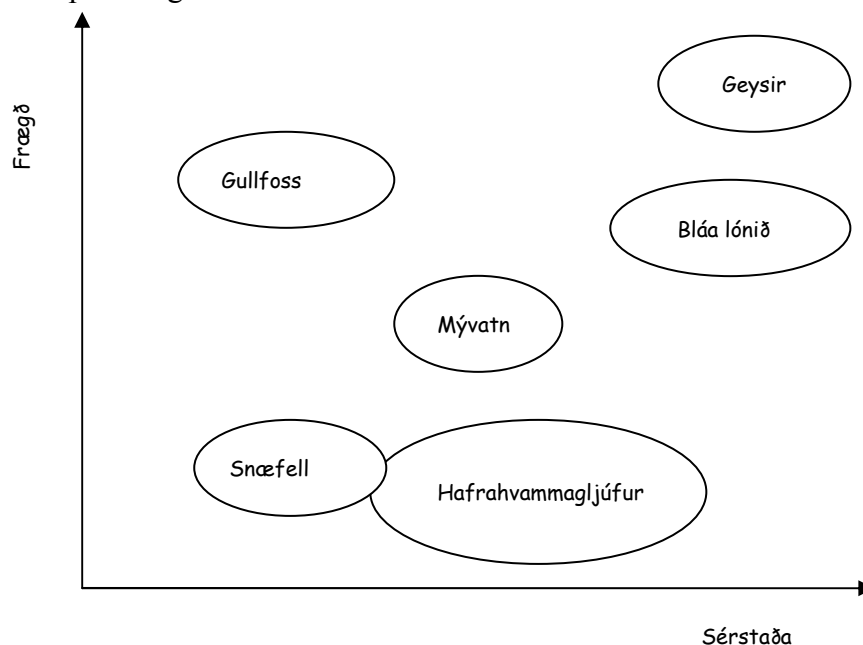 Frægð
Geysir
Gullfoss
Bláa lónið
Mývatn
Snæfell
Hafrahvammagljúfur
Sérstaða